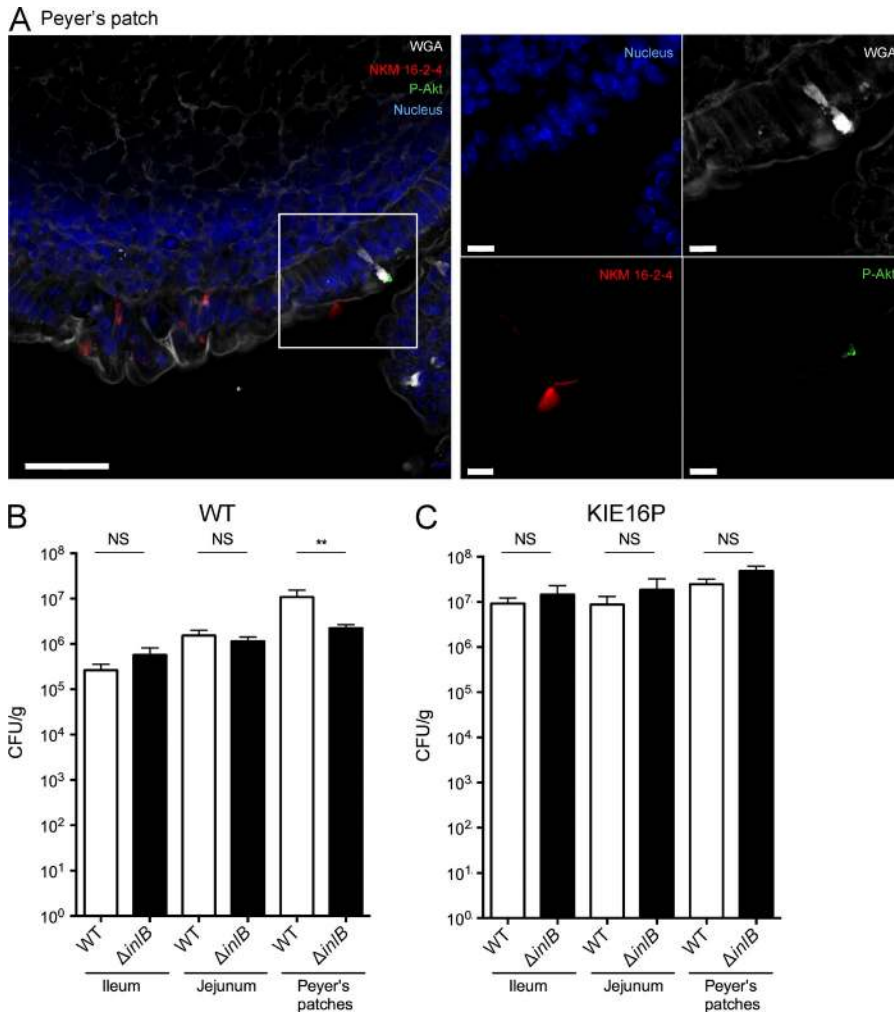 A Peyer's patch
WGA
NKM 16-2-4
P-Akt
Nucleus
Nucleus
WGA
NKM 16-2-4
P-Akt
B WT
NS NS **
10⁸
10⁷
10⁶
10⁵
10⁴
10³
10²
10¹
10⁰
CFU/g
WT ΔinlB WT ΔinlB WT ΔinlB
Ileum Jejunum Peyer's
patches
C KIE16P
NS NS NS
10⁸
10⁷
10⁶
10⁵
10⁴
10³
10²
10¹
10⁰
CFU/g
WT ΔinlB WT ΔinlB WT ΔinlB
Ileum Jejunum Peyer's
patches